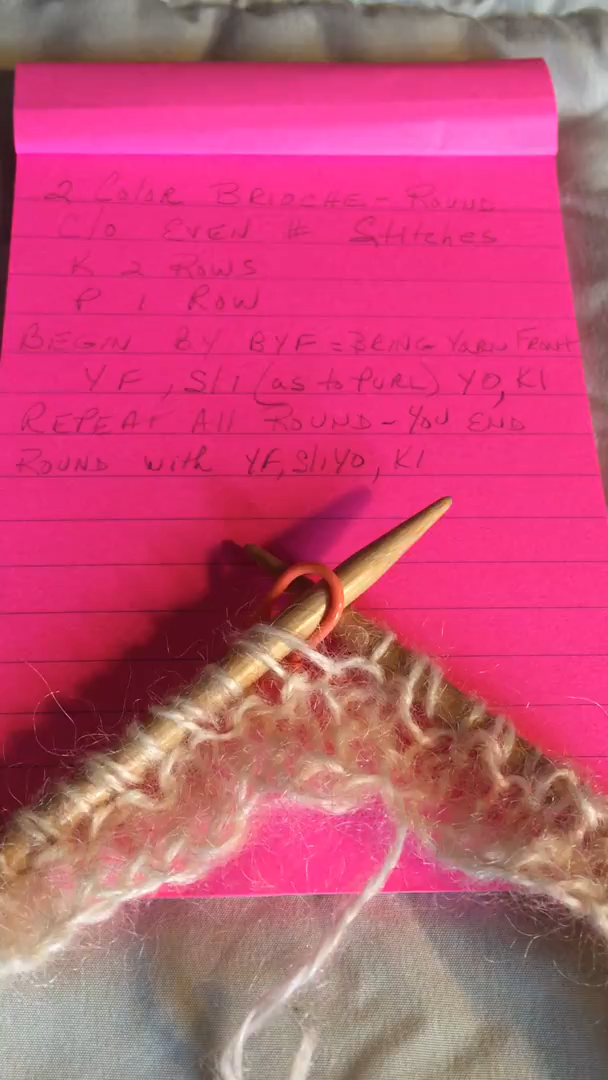 2 Color BRIOCHE - ROUND
C/O EVEN # Stitches
K 2 ROWS
P 1 ROW
BEGIN BY BYF = BRING YARN FRONT
YF, Sl1 (as to PURL) YO, K1
REPEAT All ROUND - YOU END
ROUND with YF, Sl1 YO, K1